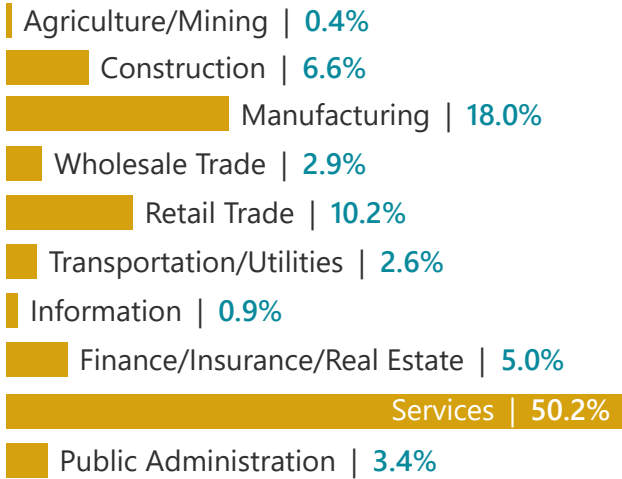 Agriculture/Mining | 0.4%
Construction | 6.6%
Manufacturing | 18.0%
Wholesale Trade | 2.9%
Retail Trade | 10.2%
Transportation/Utilities | 2.6%
Information | 0.9%
Finance/Insurance/Real Estate | 5.0%
Services | 50.2%
Public Administration | 3.4%